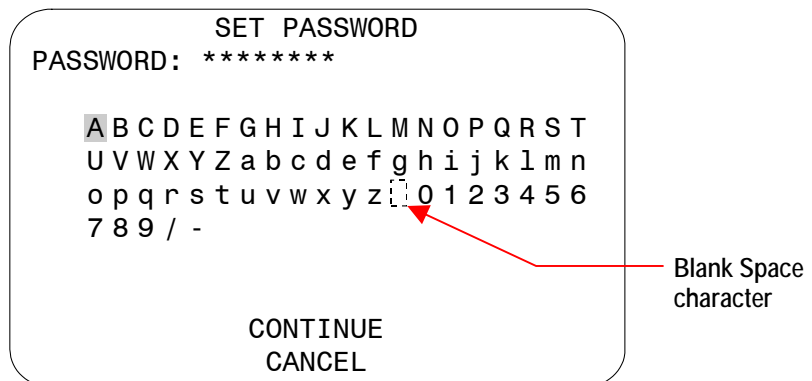 SET PASSWORD
PASSWORD: ********
A B C D E F G H I J K L M N O P Q R S T
U V W X Y Z a b c d e f g h i j k l m n
o p q r s t u v w x y z 0 1 2 3 4 5 6
7 8 9 / -
Blank Space
character
CONTINUE
CANCEL